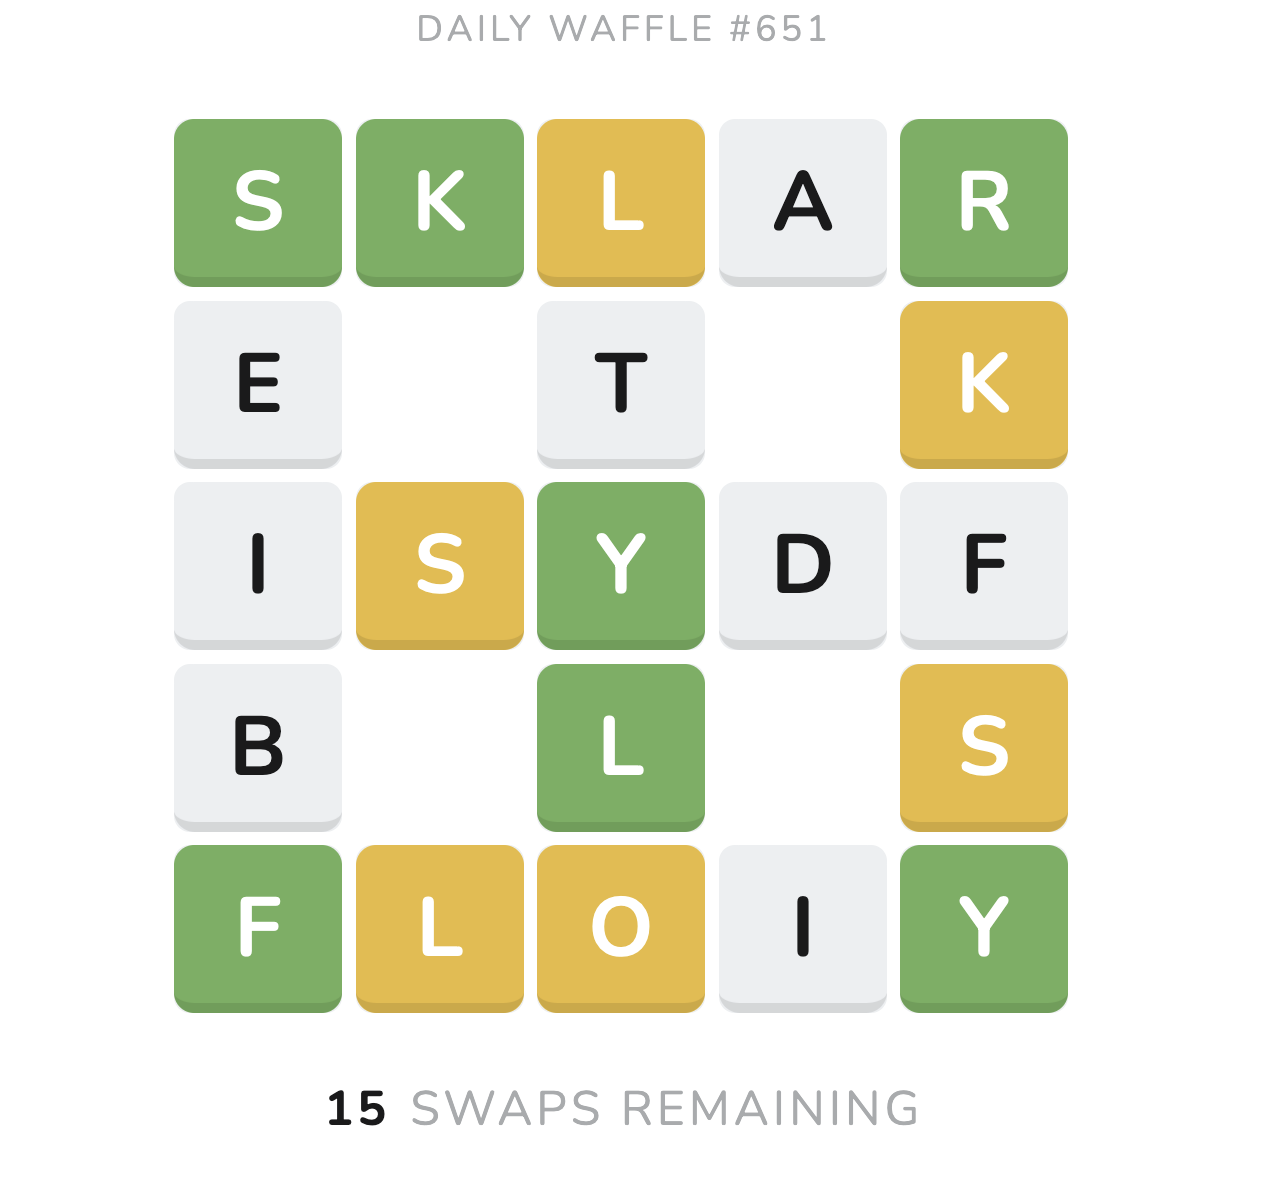 DAILY WAFFLE #651
S K L A R
E T K
I S Y D F
B L S
F L O I Y
15 SWAPS REMAINING